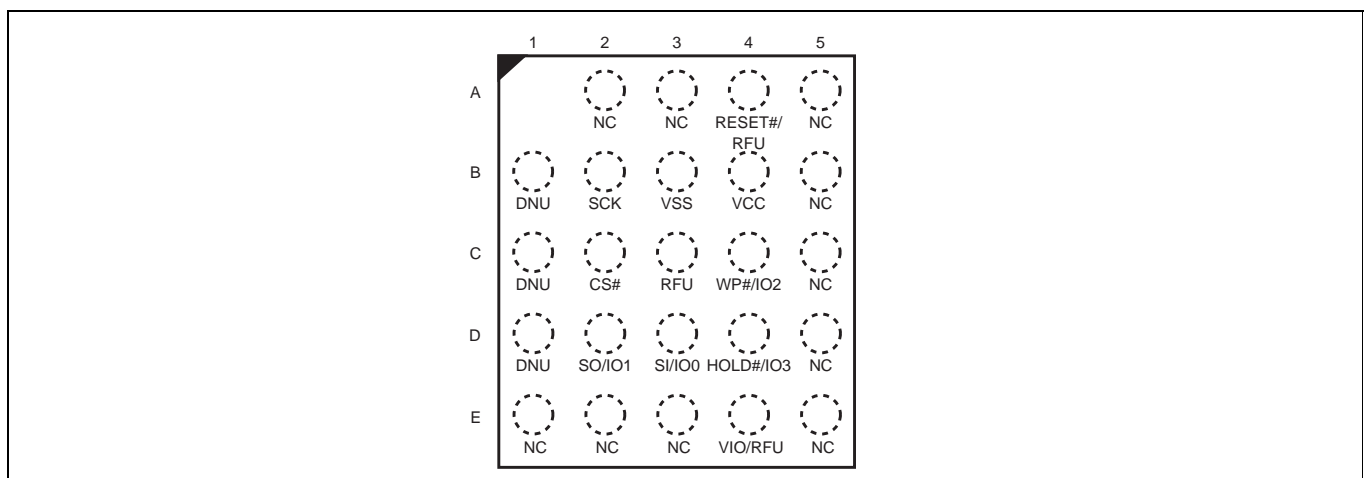 1 2 3 4 5
A
NC NC RESET#/ NC
RFU
B
DNU SCK VSS VCC NC
C
DNU CS# RFU WP#/IO2 NC
D
DNU SO/IO1 SI/IO0 HOLD#/IO3 NC
E
NC NC NC VIO/RFU NC